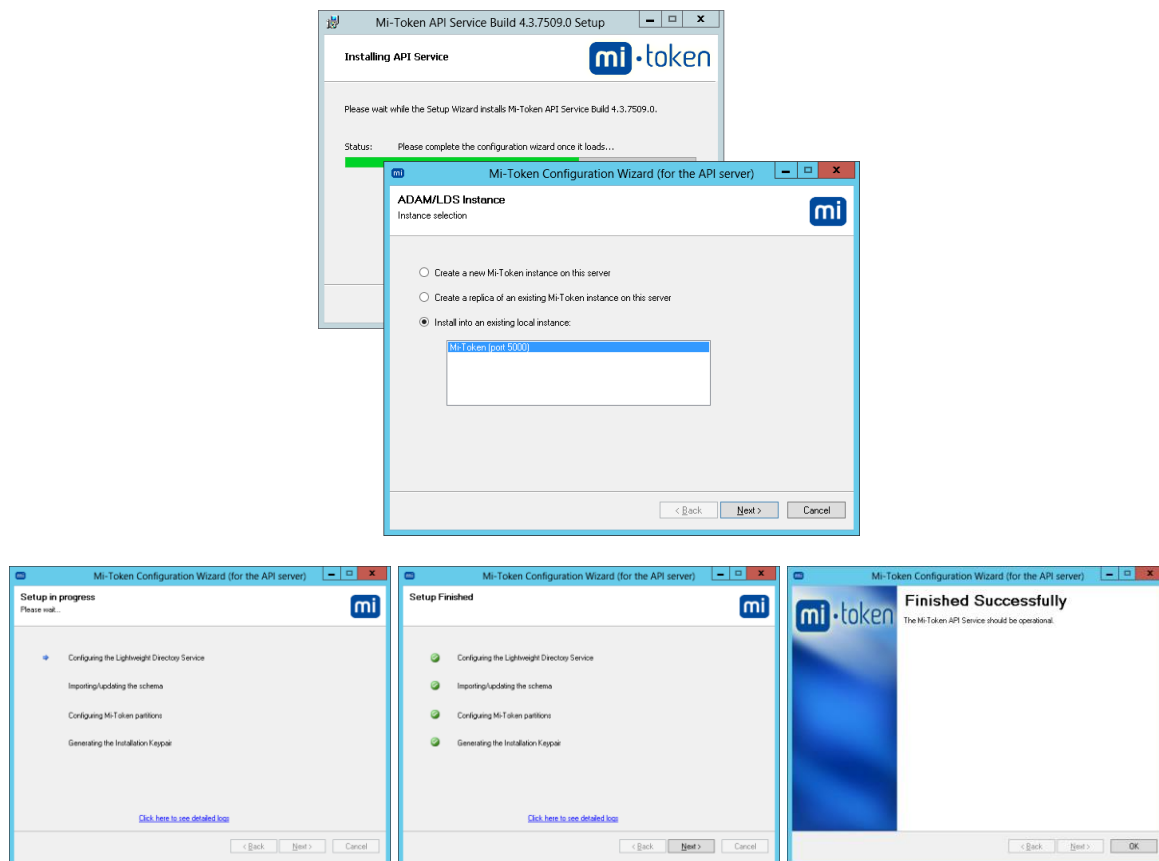 Mi-Token API Service Build 4.3.7509.0 Setup
Installing API Service
mi·token
Please wait while the Setup Wizard installs Mi-Token API Service Build 4.3.7509.0.
Status: Please complete the configuration wizard once it loads...
mi
Mi-Token Configuration Wizard (for the API server)
ADAM/LDS Instance
Instance selection
mi
Create a new Mi-Token instance on this server
Create a replica of an existing Mi-Token instance on this server
Install into an existing local instance:
Mi-Token (port 5000)
< Back Next > Cancel
Mi-Token Configuration Wizard (for the API server)
Setup in progress
Please wait...
mi
Configuring the Lightweight Directory Service
Importing/updating the schema
Configuring Mi-Token partitions
Generating the Installation Keypair
Click here to see detailed logs
< Back Next > Cancel
Mi-Token Configuration Wizard (for the API server)
Setup Finished
mi
Configuring the Lightweight Directory Service
Importing/updating the schema
Configuring Mi-Token partitions
Generating the Installation Keypair
Click here to see detailed logs
< Back Next > Cancel
Mi-Token Configuration Wizard (for the API server)
mi·token
Finished Successfully
The Mi-Token API Service should be operational.
< Back Next > OK